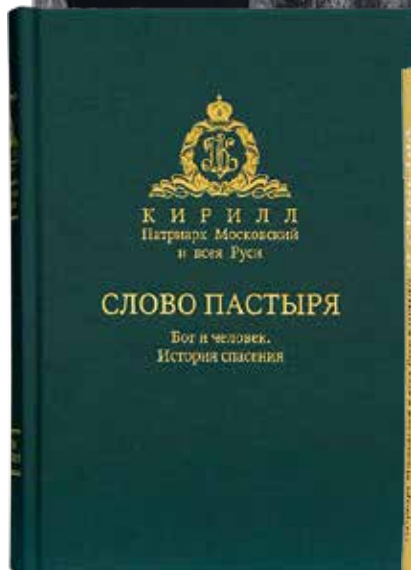 КИРИЛЛ
Патриарх Московский
и всея Руси
СЛОВО ПАСТЫРЯ
Бог и человек.
История спасения